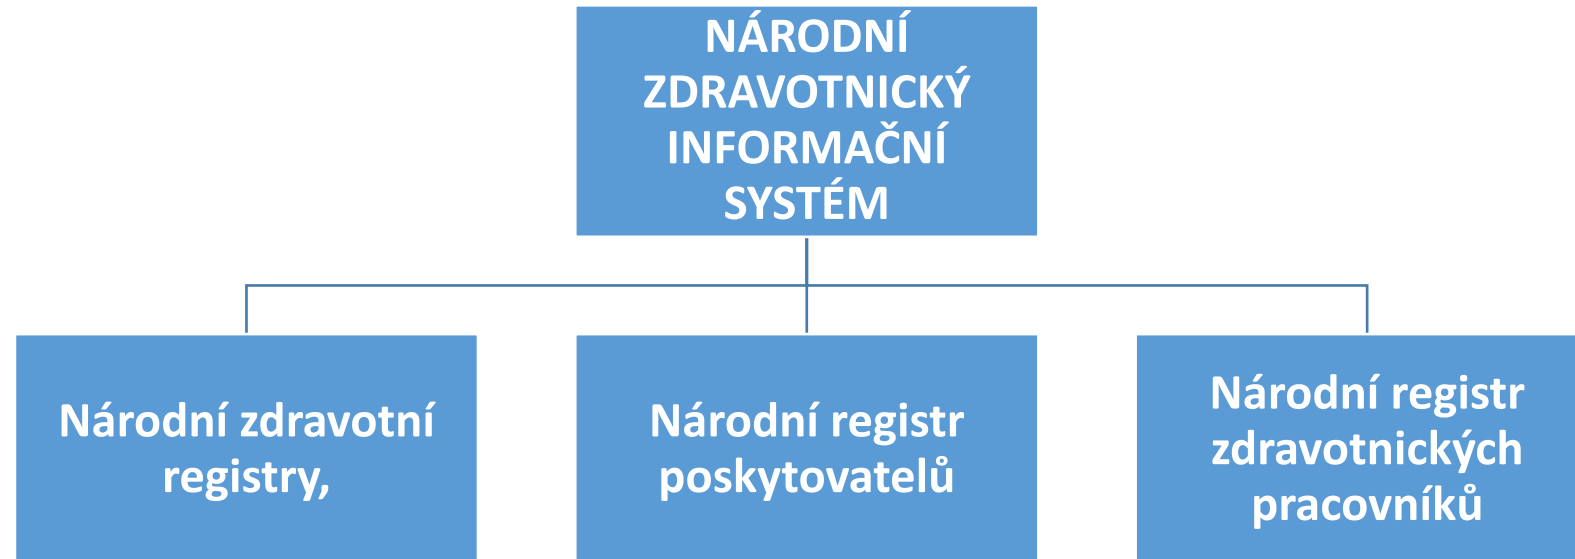 NÁRODNÍ
ZDRAVOTNICKÝ
INFORMAČNÍ
SYSTÉM
Národní zdravotní
registry,
Národní registr
poskytovatelů
Národní registr
zdravotnických
pracovníků